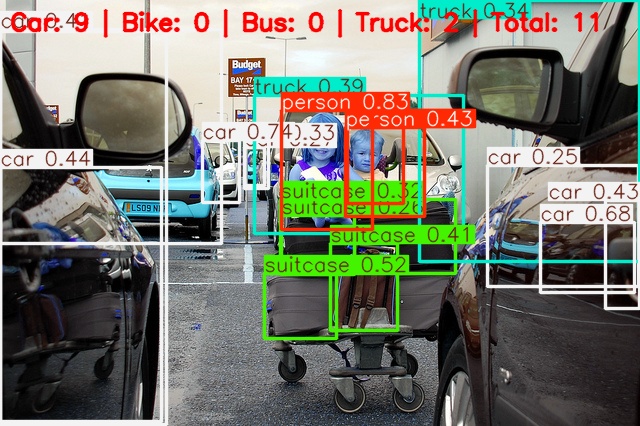 Car: 9 | Bike: 0 | Bus: 0 | Truck: 2 | Total: 11
truck 0.34
Budget
BAY 17
truck 0.39
person 0.83
person 0.43
car 0.74
0.33
car 0.44
car 0.25
car 0.43
car 0.68
suitcase 0.32
suitcase 0.26
suitcase 0.41
suitcase 0.52
LS09